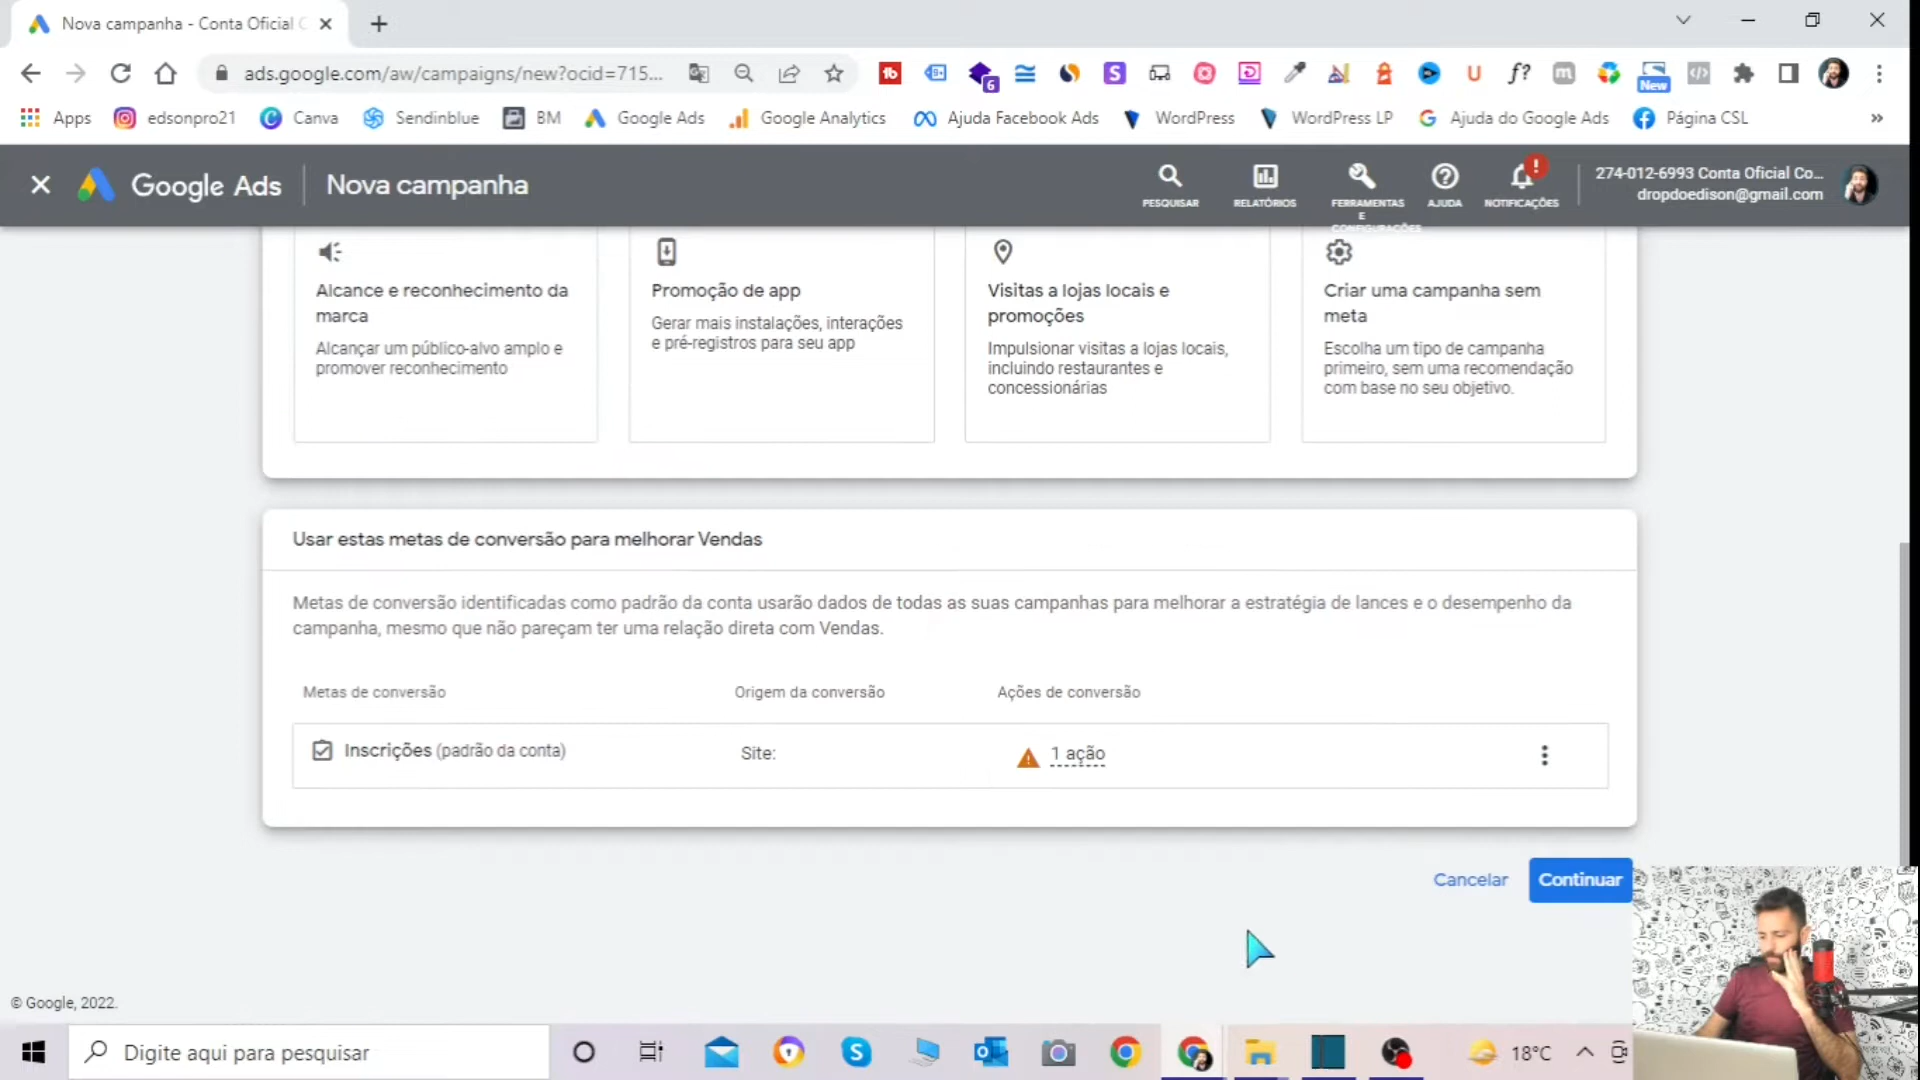 Nova campanha - Conta Oficial C
ads.google.com/aw/campaigns/new?ocid=715...
6
New
Apps
edsonpro21
Canva
Sendinblue
BM
Google Ads
Google Analytics
Ajuda Facebook Ads
WordPress
WordPress LP
Ajuda do Google Ads
Página CSL
»
Google Ads
Nova campanha
PESQUISAR
RELATÓRIOS
FERRAMENTAS
E
CONFIGURAÇÕES
AJUDA
NOTIFICAÇÕES
274-012-6993 Conta Oficial Co...
dropdoedison@gmail.com
Alcance e reconhecimento da
marca
Alcançar um público-alvo amplo e
promover reconhecimento
Promoção de app
Gerar mais instalações, interações
e pré-registros para seu app
Visitas a lojas locais e
promoções
Impulsionar visitas a lojas locais,
incluindo restaurantes e
concessionárias
Criar uma campanha sem
meta
Escolha um tipo de campanha
primeiro, sem uma recomendação
com base no seu objetivo.
Usar estas metas de conversão para melhorar Vendas
Metas de conversão identificadas como padrão da conta usarão dados de todas as suas campanhas para melhorar a estratégia de lances e o desempenho da
campanha, mesmo que não pareçam ter uma relação direta com Vendas.
Metas de conversão
Origem da conversão
Ações de conversão
Inscrições (padrão da conta)
Site:
1 ação
Cancelar
Continuar
© Google, 2022.
Digite aqui para pesquisar
18°C